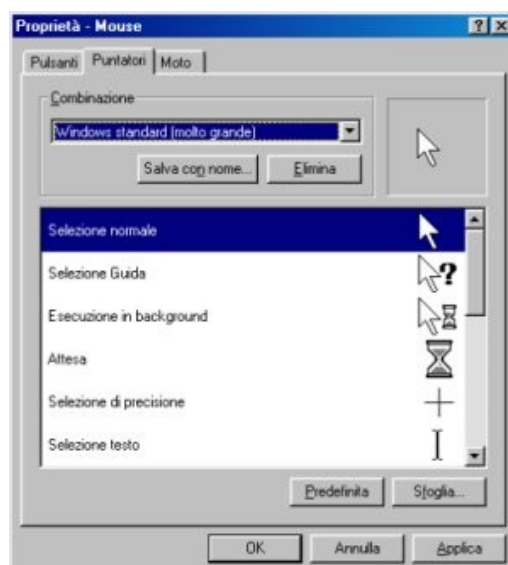 Proprietà - Mouse
Pulsanti Puntatori Moto
Combinazione
Windows standard (molto grande)
Salva con nome... Elimina
Selezione normale
Selezione Guida
Esecuzione in background
Attesa
Selezione di precisione
Selezione testo
Predefinita Sfoglia...
OK Annulla Applica